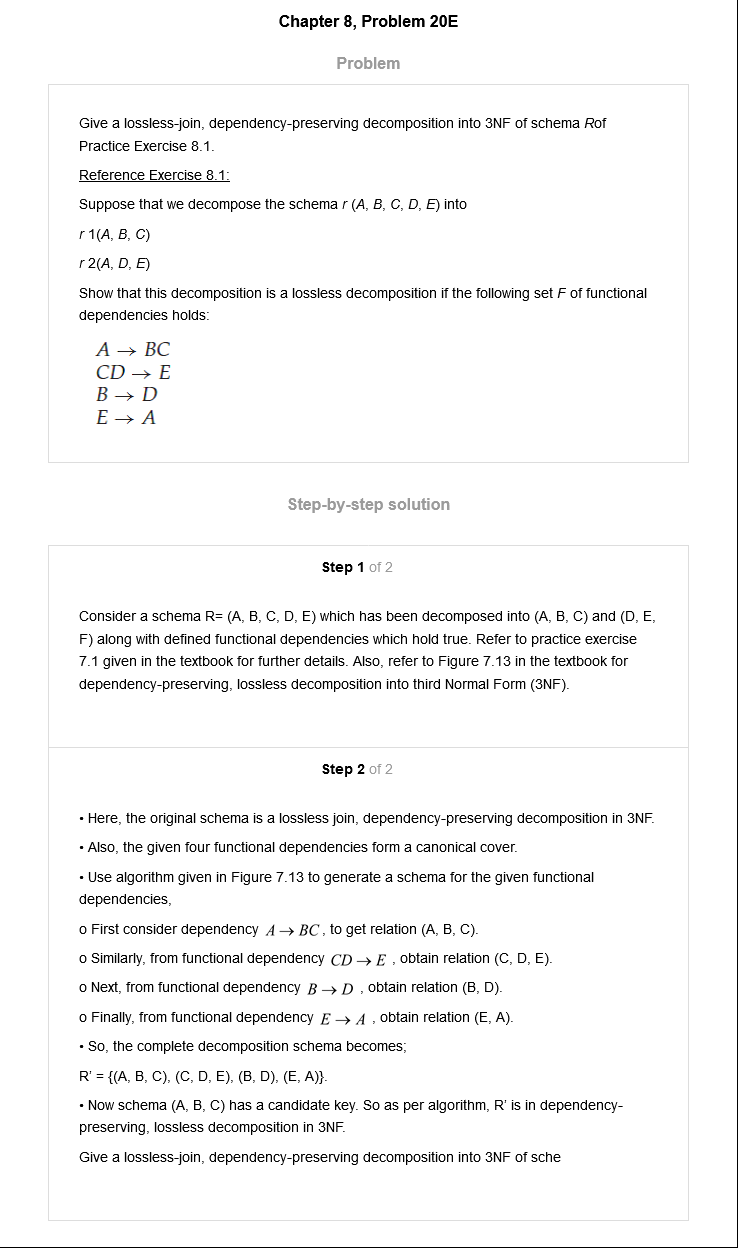 Chapter 8, Problem 20E
Problem
Give a lossless-join, dependency-preserving decomposition into 3NF of schema Rof
Practice Exercise 8.1.
Reference Exercise 8.1:
Suppose that we decompose the schema r (A, B, C, D, E) into
r 1(A, B, C)
r 2(A, D, E)
Show that this decomposition is a lossless decomposition if the following set F of functional
dependencies holds:
A → BC
CD → E
B → D
E → A
Step-by-step solution
Step 1 of 2
Consider a schema R= (A, B, C, D, E) which has been decomposed into (A, B, C) and (D, E,
F) along with defined functional dependencies which hold true. Refer to practice exercise
7.1 given in the textbook for further details. Also, refer to Figure 7.13 in the textbook for
dependency-preserving, lossless decomposition into third Normal Form (3NF).
Step 2 of 2
• Here, the original schema is a lossless join, dependency-preserving decomposition in 3NF.
• Also, the given four functional dependencies form a canonical cover.
• Use algorithm given in Figure 7.13 to generate a schema for the given functional
dependencies,
o First consider dependency A → BC , to get relation (A, B, C).
o Similarly, from functional dependency CD → E , obtain relation (C, D, E).
o Next, from functional dependency B → D , obtain relation (B, D).
o Finally, from functional dependency E → A , obtain relation (E, A).
• So, the complete decomposition schema becomes;
R' = {(A, B, C), (C, D, E), (B, D), (E, A)}.
• Now schema (A, B, C) has a candidate key. So as per algorithm, R' is in dependency-
preserving, lossless decomposition in 3NF.
Give a lossless-join, dependency-preserving decomposition into 3NF of sche